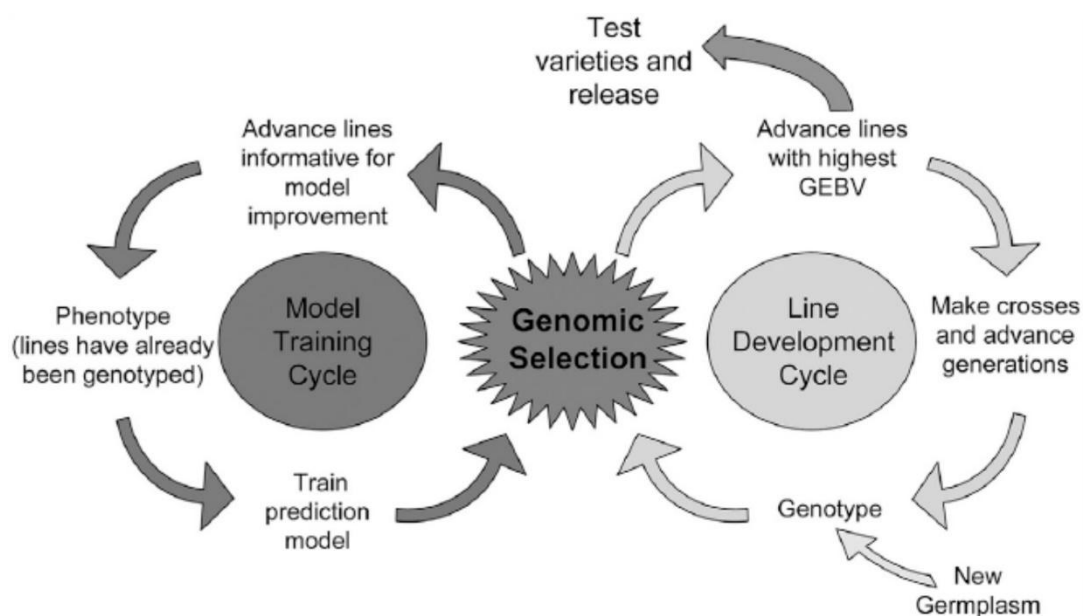 Test
varieties and
release
Advance lines
informative for
model
improvement
Advance lines
with highest
GEBV
Phenotype
(lines have already
been genotyped)
Model
Training
Cycle
Genomic
Selection
Line
Development
Cycle
Make crosses
and advance
generations
Train
prediction
model
Genotype
New
Germplasm